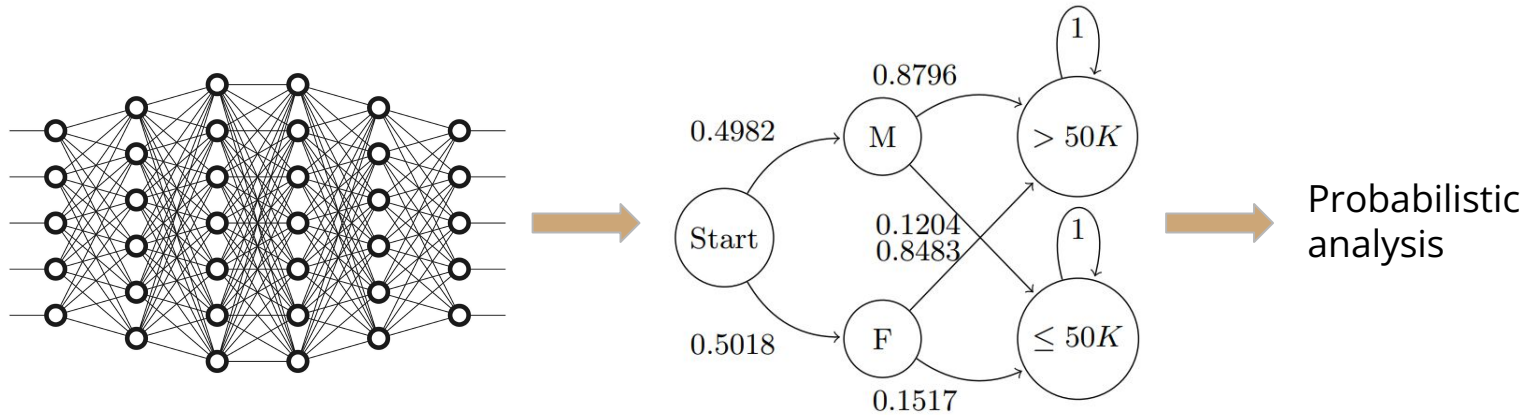 1
0.8796
0.4982
M
> 50K
Start
0.1204
0.8483
1
0.5018
F
≤ 50K
0.1517
Probabilistic
analysis